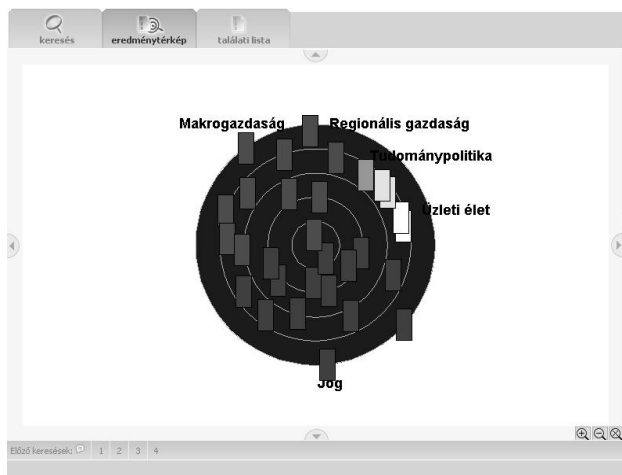 keresés
eredménytérkép
találati lista
Makrogazdaság
Regionális gazdaság
Tudománypolitika
Üzleti élet
Jog
Előző keresések: 1 2 3 4